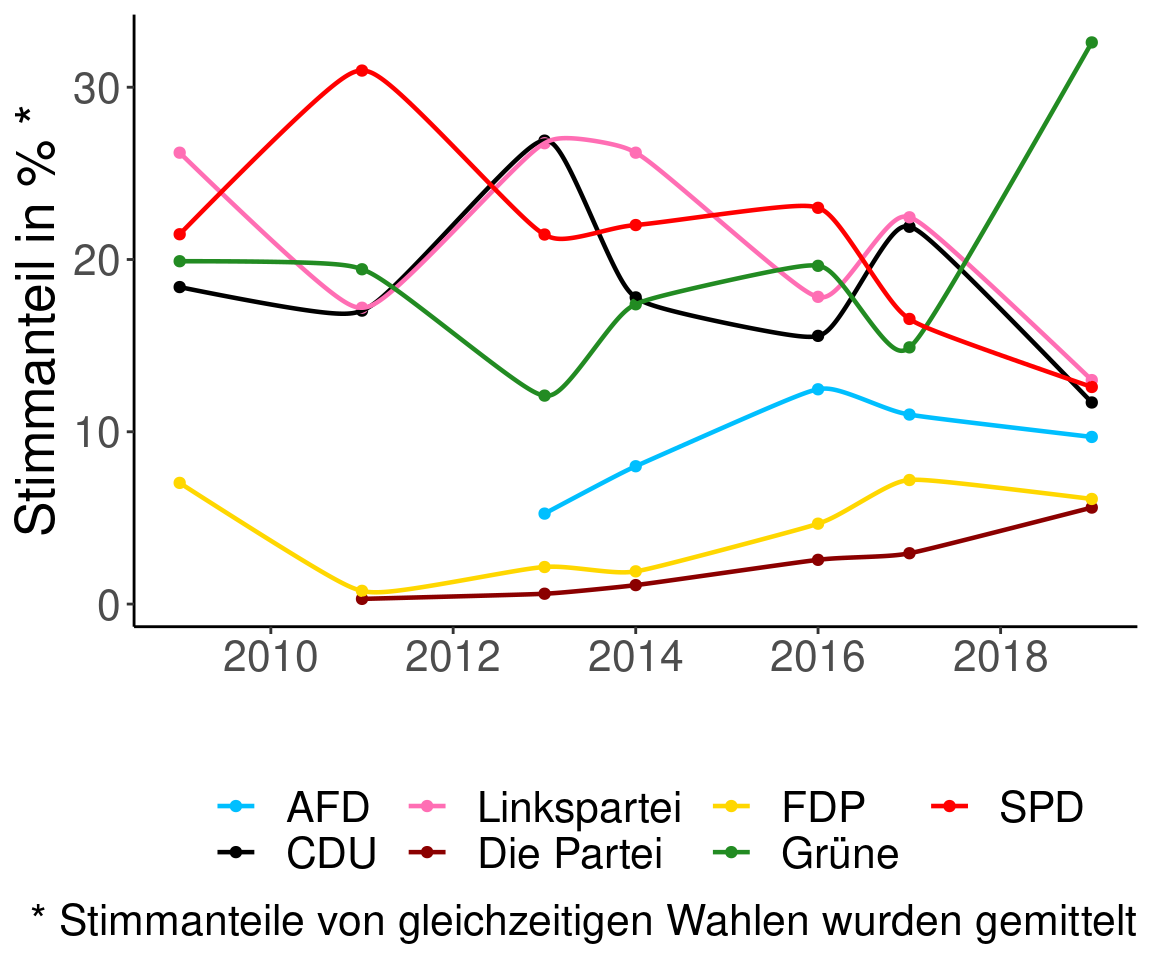 Stimmanteil in % *
30
20
10
0
2010 2012 2014 2016 2018
AFD Linkspartei FDP SPD
CDU Die Partei Grüne
* Stimmanteile von gleichzeitigen Wahlen wurden gemittelt